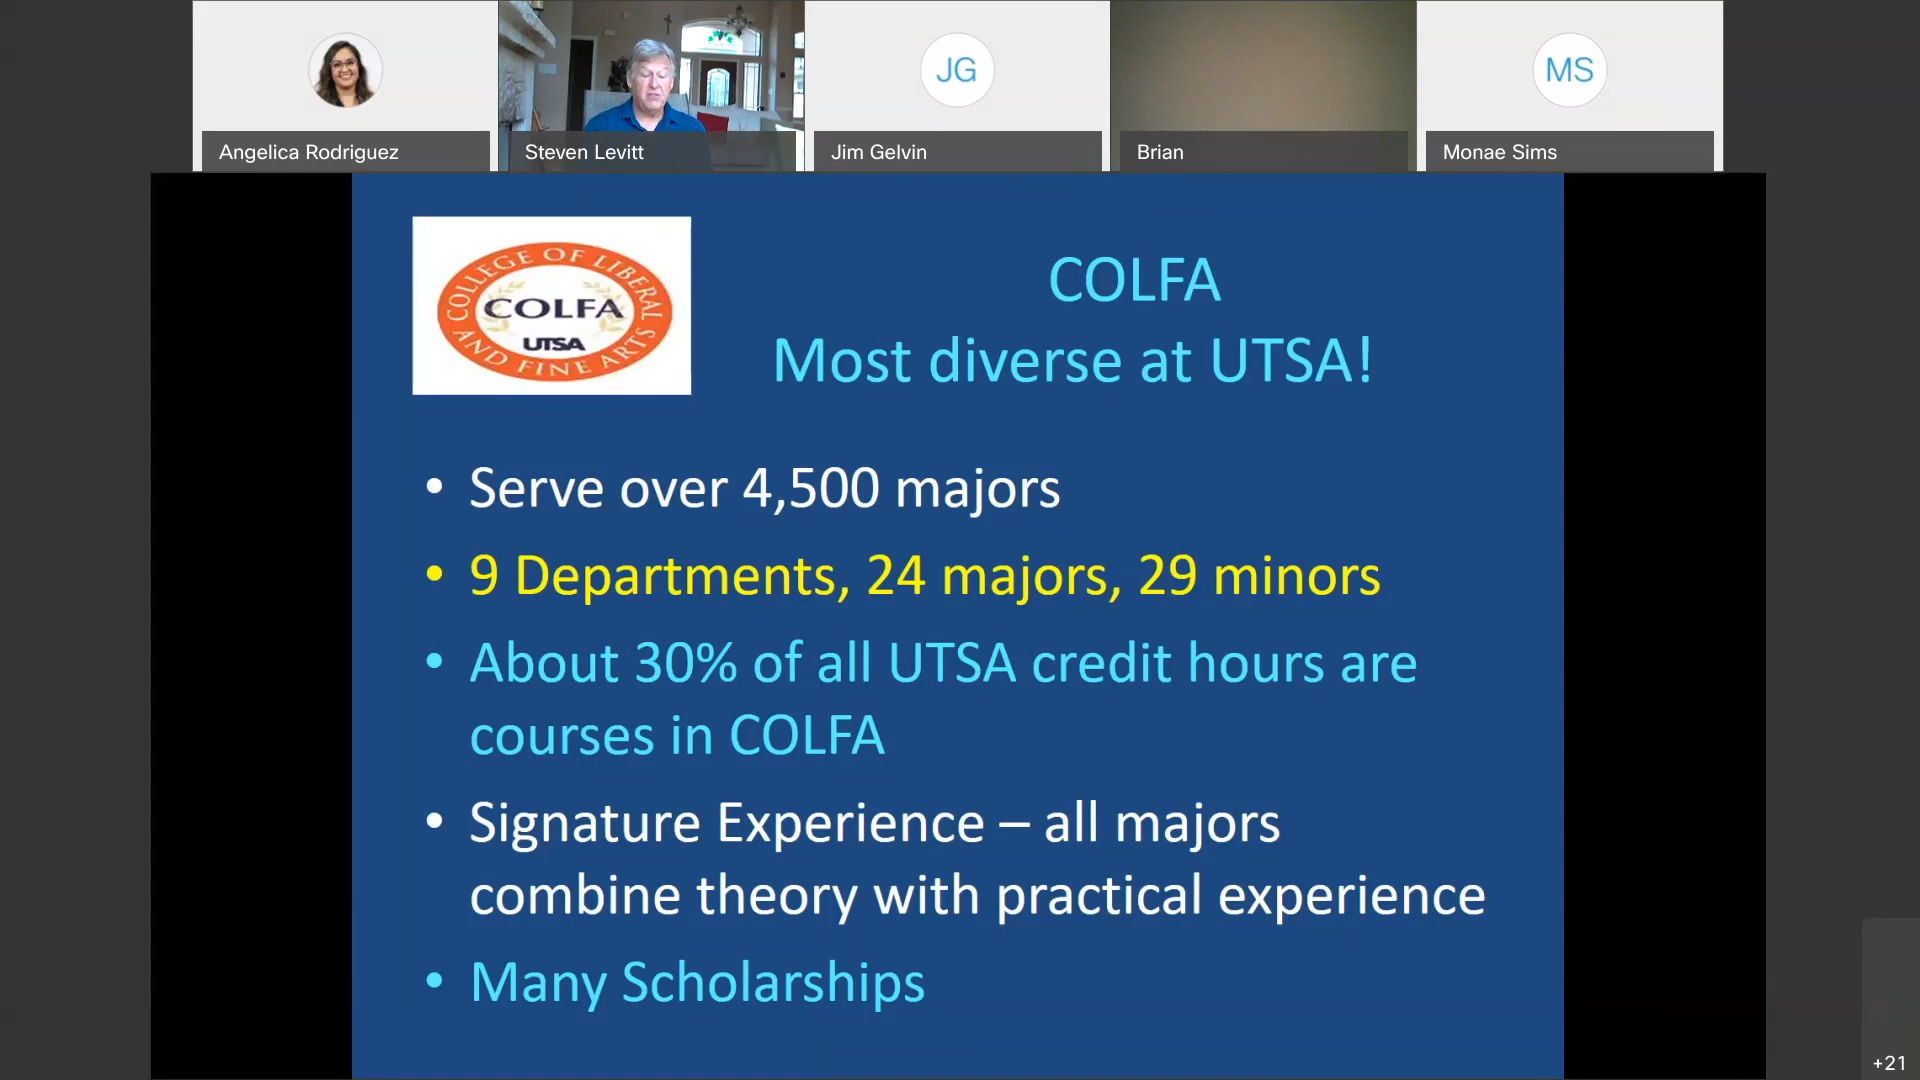 JG
MS
Angelica Rodriguez
Steven Levitt
Jim Gelvin
Brian
Monae Sims
COLLEGE OF LIBERAL
COLFA
UTSA
AND FINE ARTS
COLFA
Most diverse at UTSA!
• Serve over 4,500 majors
• 9 Departments, 24 majors, 29 minors
• About 30% of all UTSA credit hours are
courses in COLFA
• Signature Experience – all majors
combine theory with practical experience
• Many Scholarships
+21